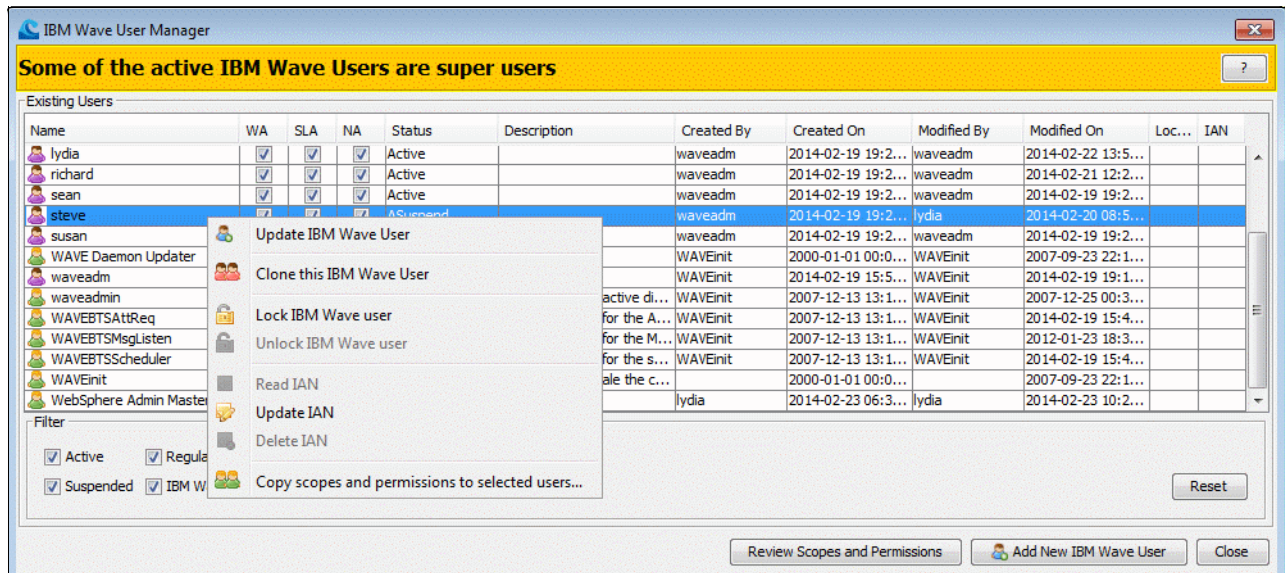 IBM Wave User Manager
Some of the active IBM Wave Users are super users
?
Existing Users
Name WA SLA NA Status Description Created By Created On Modified By Modified On Loc... IAN
lydia Active waveadm 2014-02-19 19:2... waveadm 2014-02-22 13:5...
richard Active waveadm 2014-02-19 19:2... waveadm 2014-02-21 12:2...
sean Active waveadm 2014-02-19 19:2... waveadm 2014-02-19 19:2...
steve ASuspend waveadm 2014-02-19 19:2... lydia 2014-02-20 08:5...
susan waveadm 2014-02-19 19:2... waveadm 2014-02-19 19:2...
WAVE Daemon Updater WAVEinit 2000-01-01 00:0... WAVEinit 2007-09-23 22:1...
waveadm WAVEinit 2014-02-19 15:5... WAVEinit 2014-02-19 19:1...
waveadmin active di... WAVEinit 2007-12-13 13:1... WAVEinit 2007-12-25 00:3...
WAVEBTSAttReq for the A... WAVEinit 2007-12-13 13:1... WAVEinit 2014-02-19 15:4...
WAVEBTSMsgListen for the M... WAVEinit 2007-12-13 13:1... WAVEinit 2012-01-23 18:3...
WAVEBTSScheduler for the s... WAVEinit 2007-12-13 13:1... WAVEinit 2014-02-19 15:4...
WAVEinit ale the c... 2000-01-01 00:0... 2007-09-23 22:1...
WebSphere Admin Master lydia 2014-02-23 06:3... lydia 2014-02-23 10:2...
Update IBM Wave User
Clone this IBM Wave User
Lock IBM Wave user
Unlock IBM Wave user
Read IAN
Update IAN
Delete IAN
Copy scopes and permissions to selected users...
Filter
Active Regula
Suspended IBM W
Reset
Review Scopes and Permissions Add New IBM Wave User Close